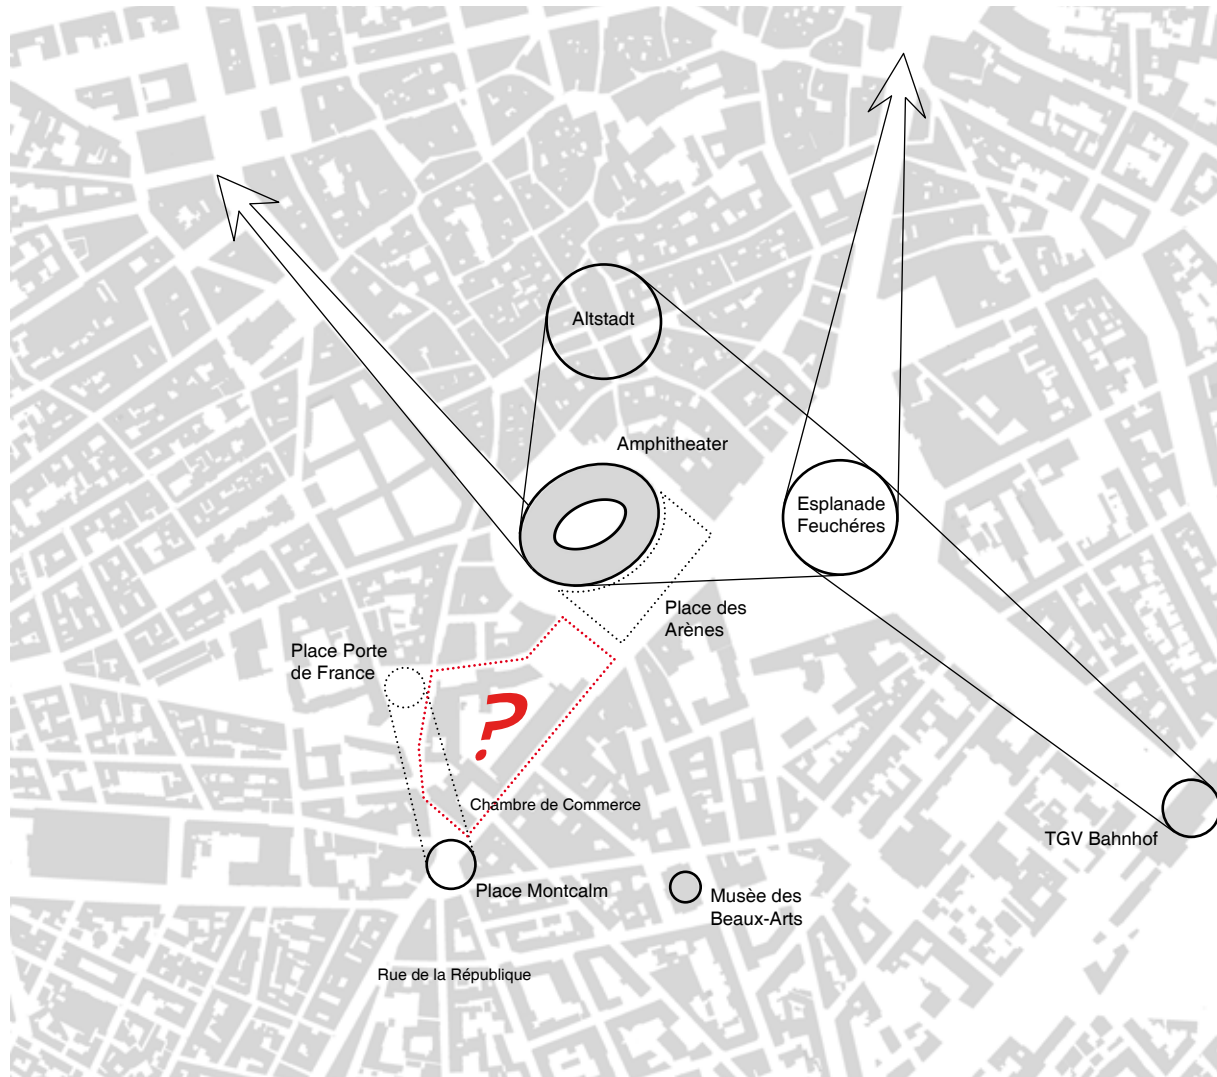 Altstadt
Amphitheater
Esplanade
Feuchéres
Place des
Arènes
Place Porte
de France
?
Chambre de Commerce
TGV Bahnhof
Place Montcalm
Musèe des
Beaux-Arts
Rue de la République